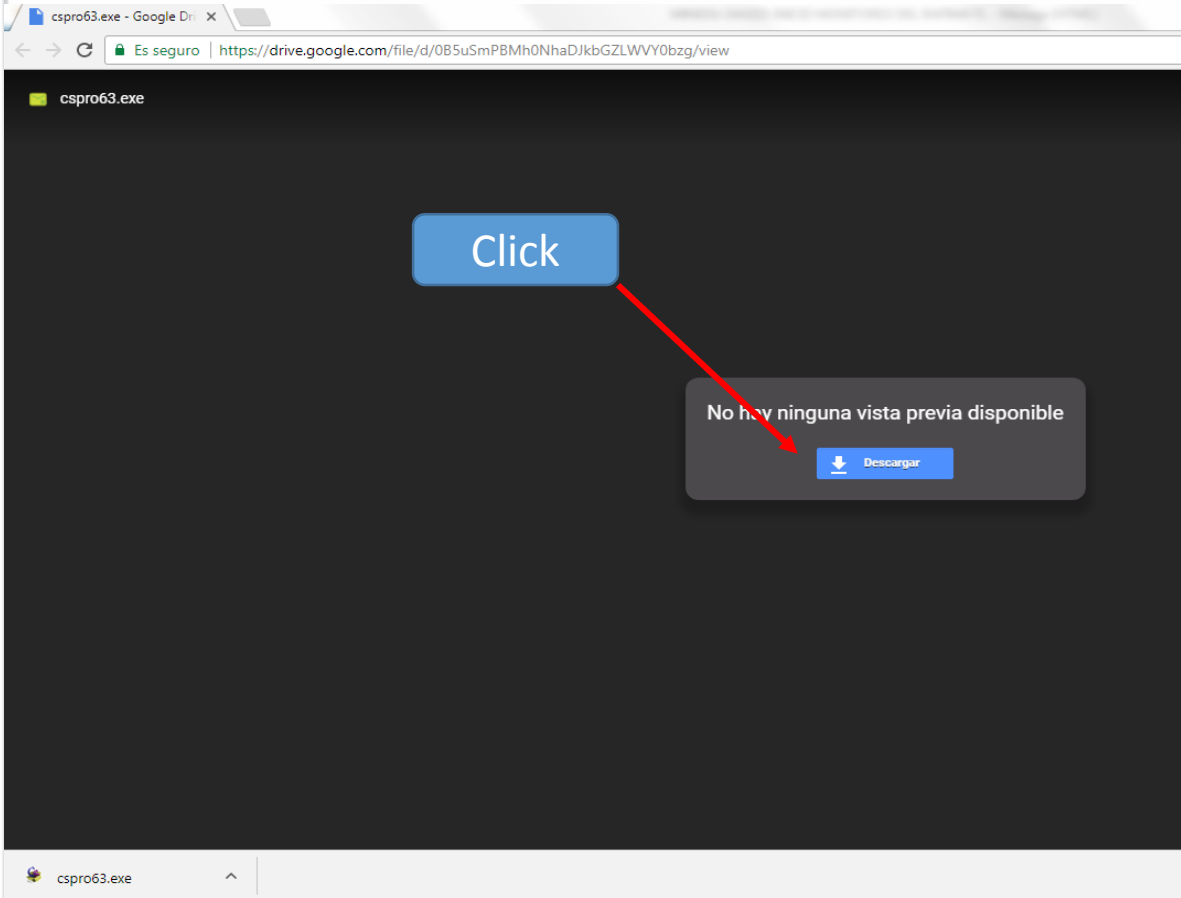 cspro63.exe - Google Dri
Es seguro | https://drive.google.com/file/d/0B5uSmPBMh0NhaDJkbGZLWVY0bzg/view
cspro63.exe
Click
No hay ninguna vista previa disponible
Descargar
cspro63.exe